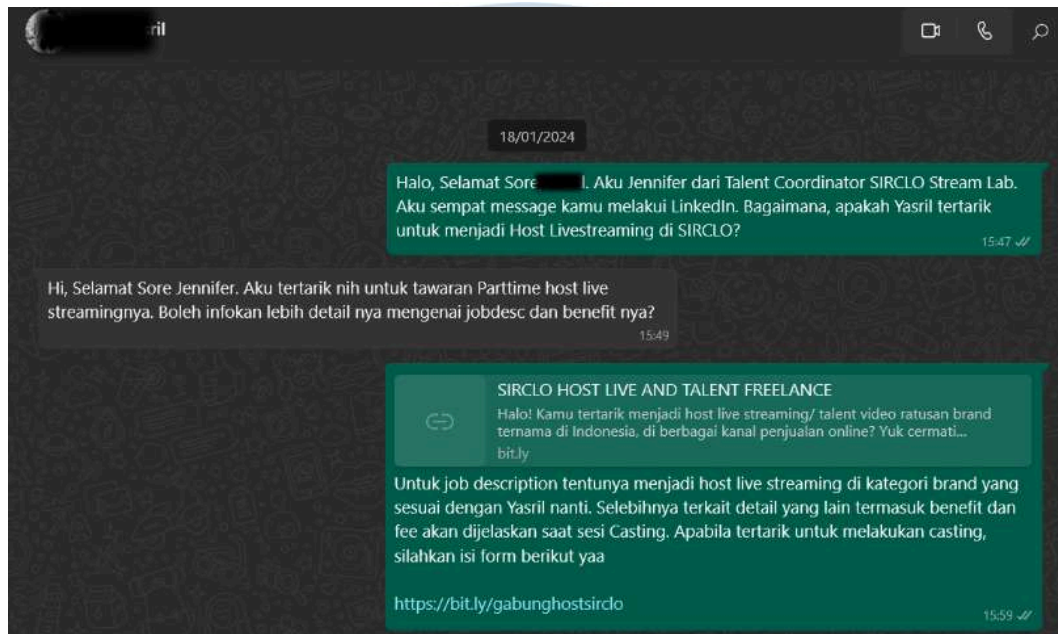 ril
18/01/2024
Halo, Selamat Sore l. Aku Jennifer dari Talent Coordinator SIRCLO Stream Lab.
Aku sempat message kamu melakui LinkedIn. Bagaimana, apakah Yasril tertarik
untuk menjadi Host Livestreaming di SIRCLO?
15:47
Hi, Selamat Sore Jennifer. Aku tertarik nih untuk tawaran Parttime host live
streamingnya. Boleh infokan lebih detail nya mengenai jobdesc dan benefit nya?
15:49
SIRCLO HOST LIVE AND TALENT FREELANCE
Halo! Kamu tertarik menjadi host live streaming/ talent video ratusan brand
ternama di Indonesia, di berbagai kanal penjualan online? Yuk cermati...
bit.ly
Untuk job description tentunya menjadi host live streaming di kategori brand yang
sesuai dengan Yasril nanti. Selebihnya terkait detail yang lain termasuk benefit dan
fee akan dijelaskan saat sesi Casting. Apabila tertarik untuk melakukan casting,
silahkan isi form berikut yaa
https://bit.ly/gabunghostsirclo
15:59